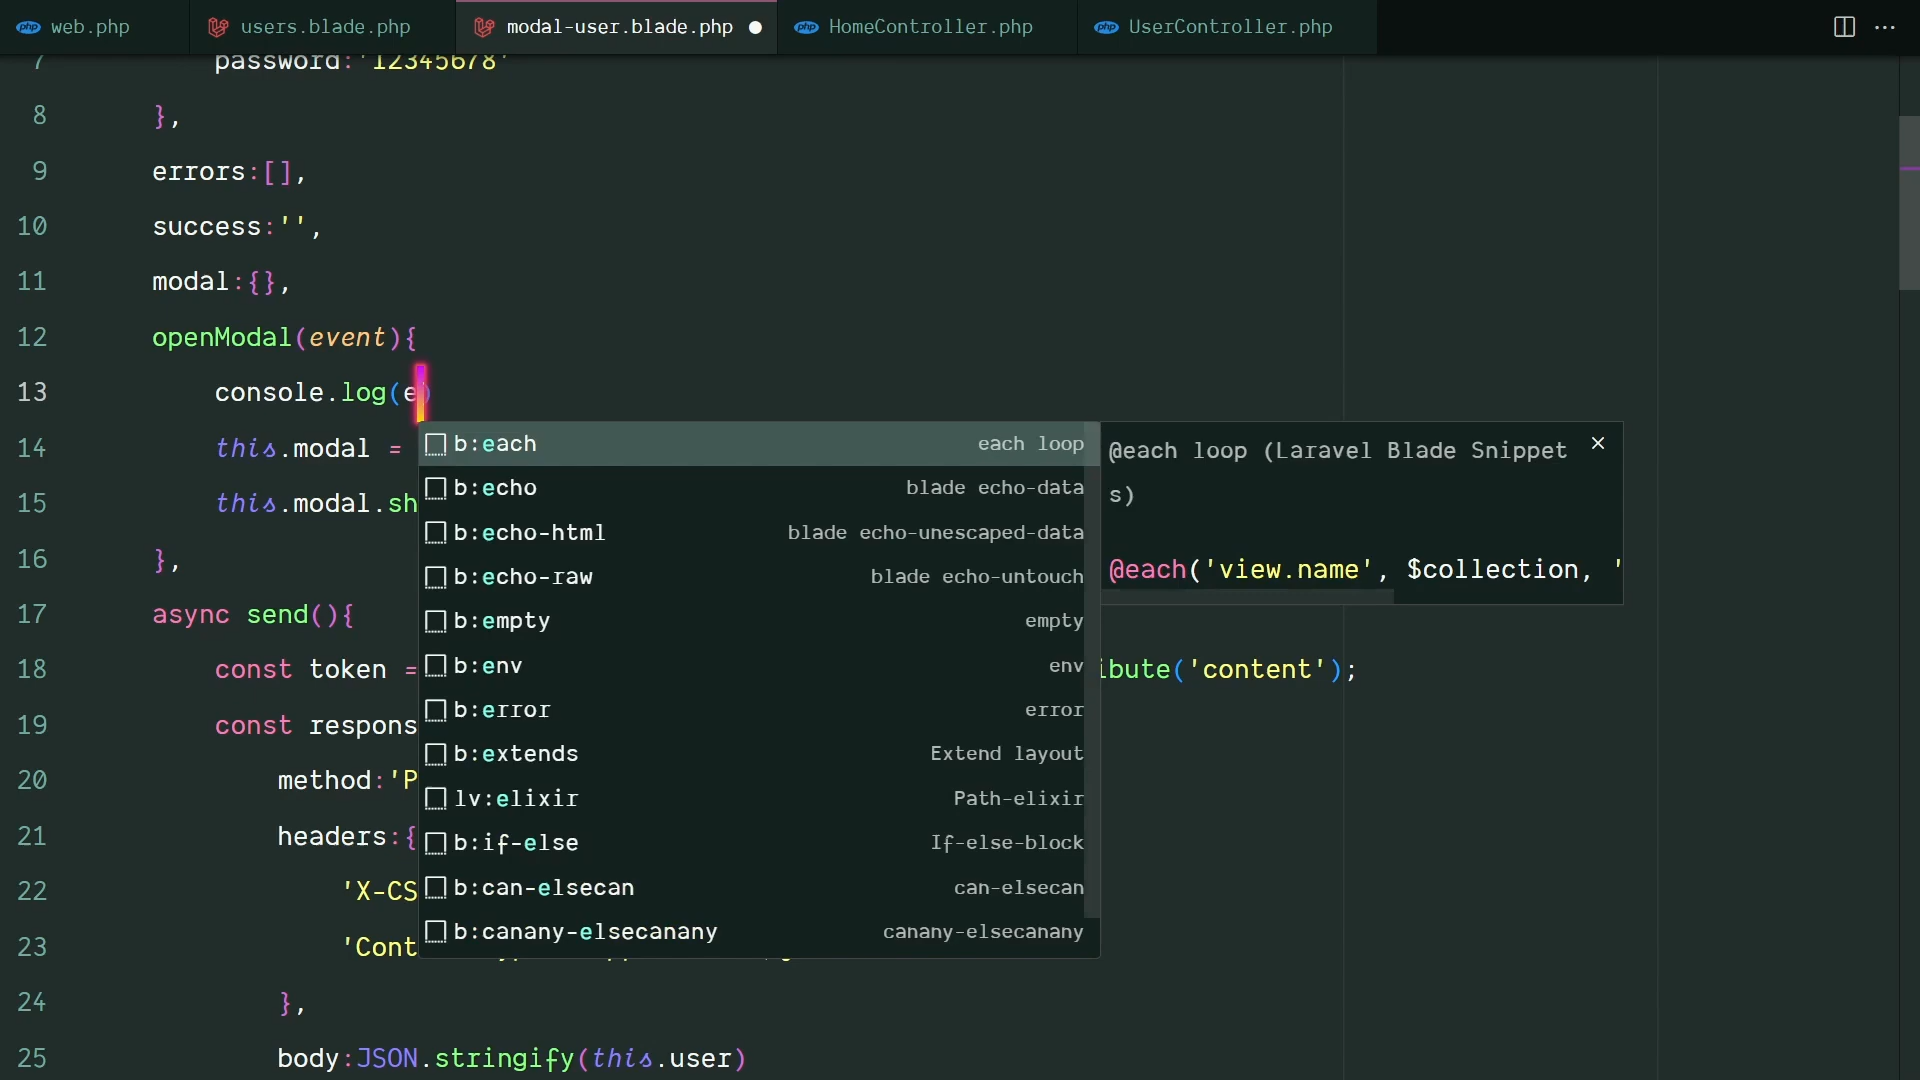 web.php
users.blade.php
modal-user.blade.php
HomeController.php
UserController.php
7 password:'12345678'
8 },
9 errors:[],
10 success:'',
11 modal:{},
12 openModal(event){
13 console.log(e)
14 this.modal =
15 this.modal.sh
16 },
17 async send(){
18 const token = ibute('content');
19 const respons
20 method:'P
21 headers:{
22 'X-CS
23 'Cont
24 },
25 body:JSON.stringify(this.user)
b:each each loop
b:echo blade echo-data
b:echo-html blade echo-unescaped-data
b:echo-raw blade echo-untouch
b:empty empty
b:env env
b:error error
b:extends Extend layout
lv:elixir Path-elixir
b:if-else If-else-block
b:can-elsecan can-elsecan
b:canany-elsecanany canany-elsecanany
@each loop (Laravel Blade Snippet
s)
@each('view.name', $collection, '